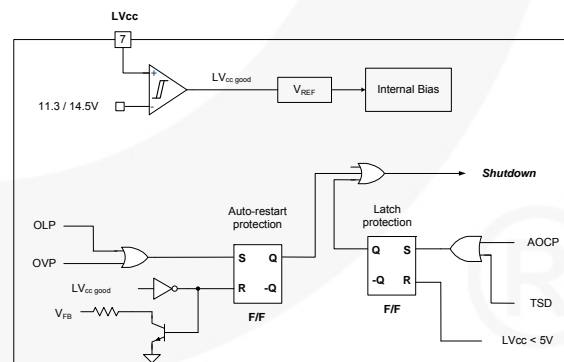 LVcc
7
LVcc good
11.3 / 14.5V
+
-
VREF
Internal Bias
Shutdown
Auto-restart
protection
Latch
protection
OLP
OVP
S Q
R -Q
F/F
Q S
-Q R
F/F
AOCP
TSD
LVcc good
VFB
LVcc < 5V
®